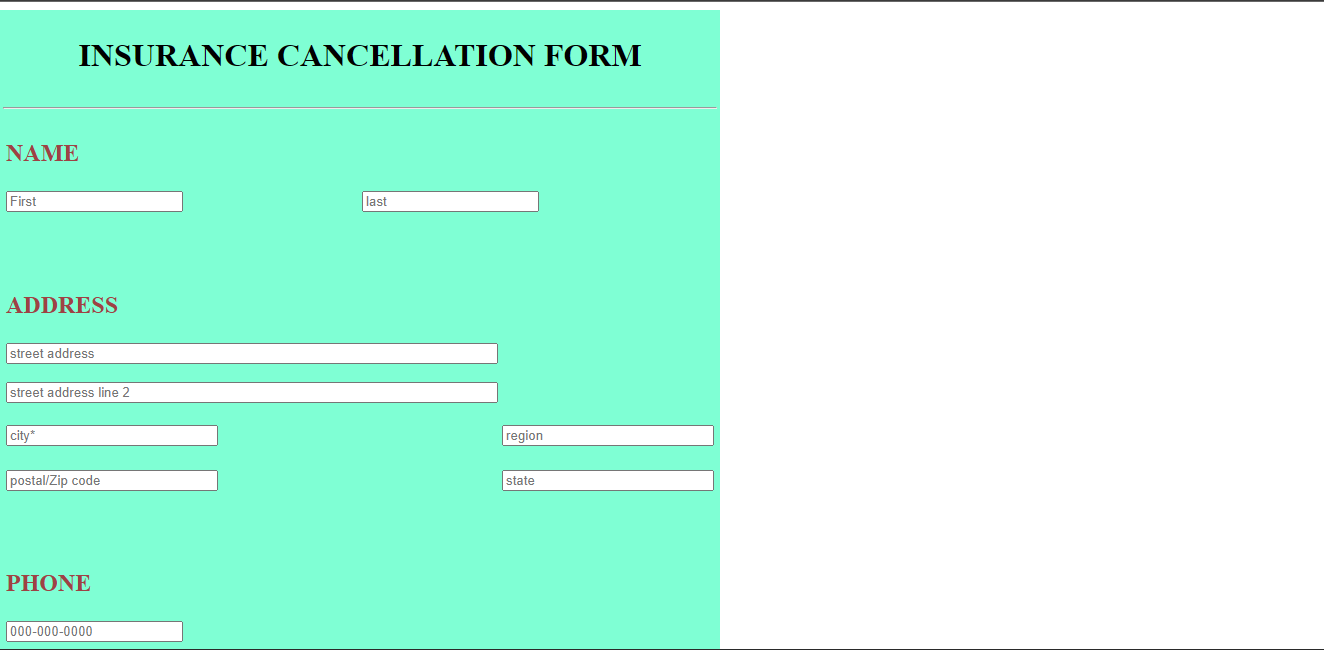 INSURANCE CANCELLATION FORM
NAME
First last
ADDRESS
street address
street address line 2
city* region
postal/Zip code state
PHONE
000-000-0000